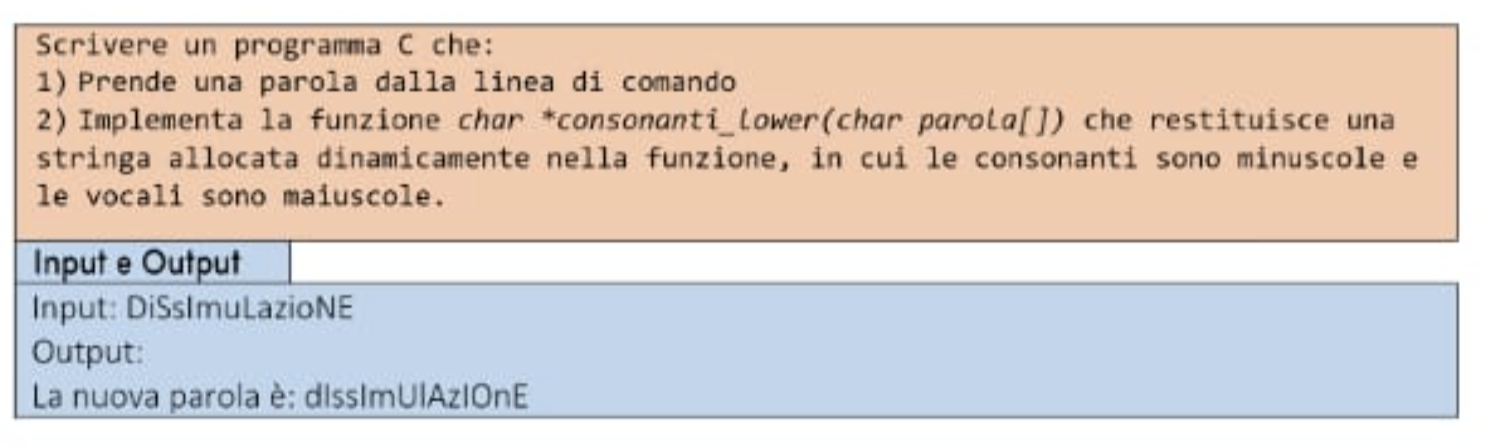 Scrivere un programma C che:
1) Prende una parola dalla linea di comando
2) Implementa la funzione char *consonanti_lower(char parola[]) che restituisce una
stringa allocata dinamicamente nella funzione, in cui le consonanti sono minuscole e
le vocali sono maiuscole.
Input e Output
Input: DiSsImuLazioNE
Output:
La nuova parola è: dIssImUlAzIOnE